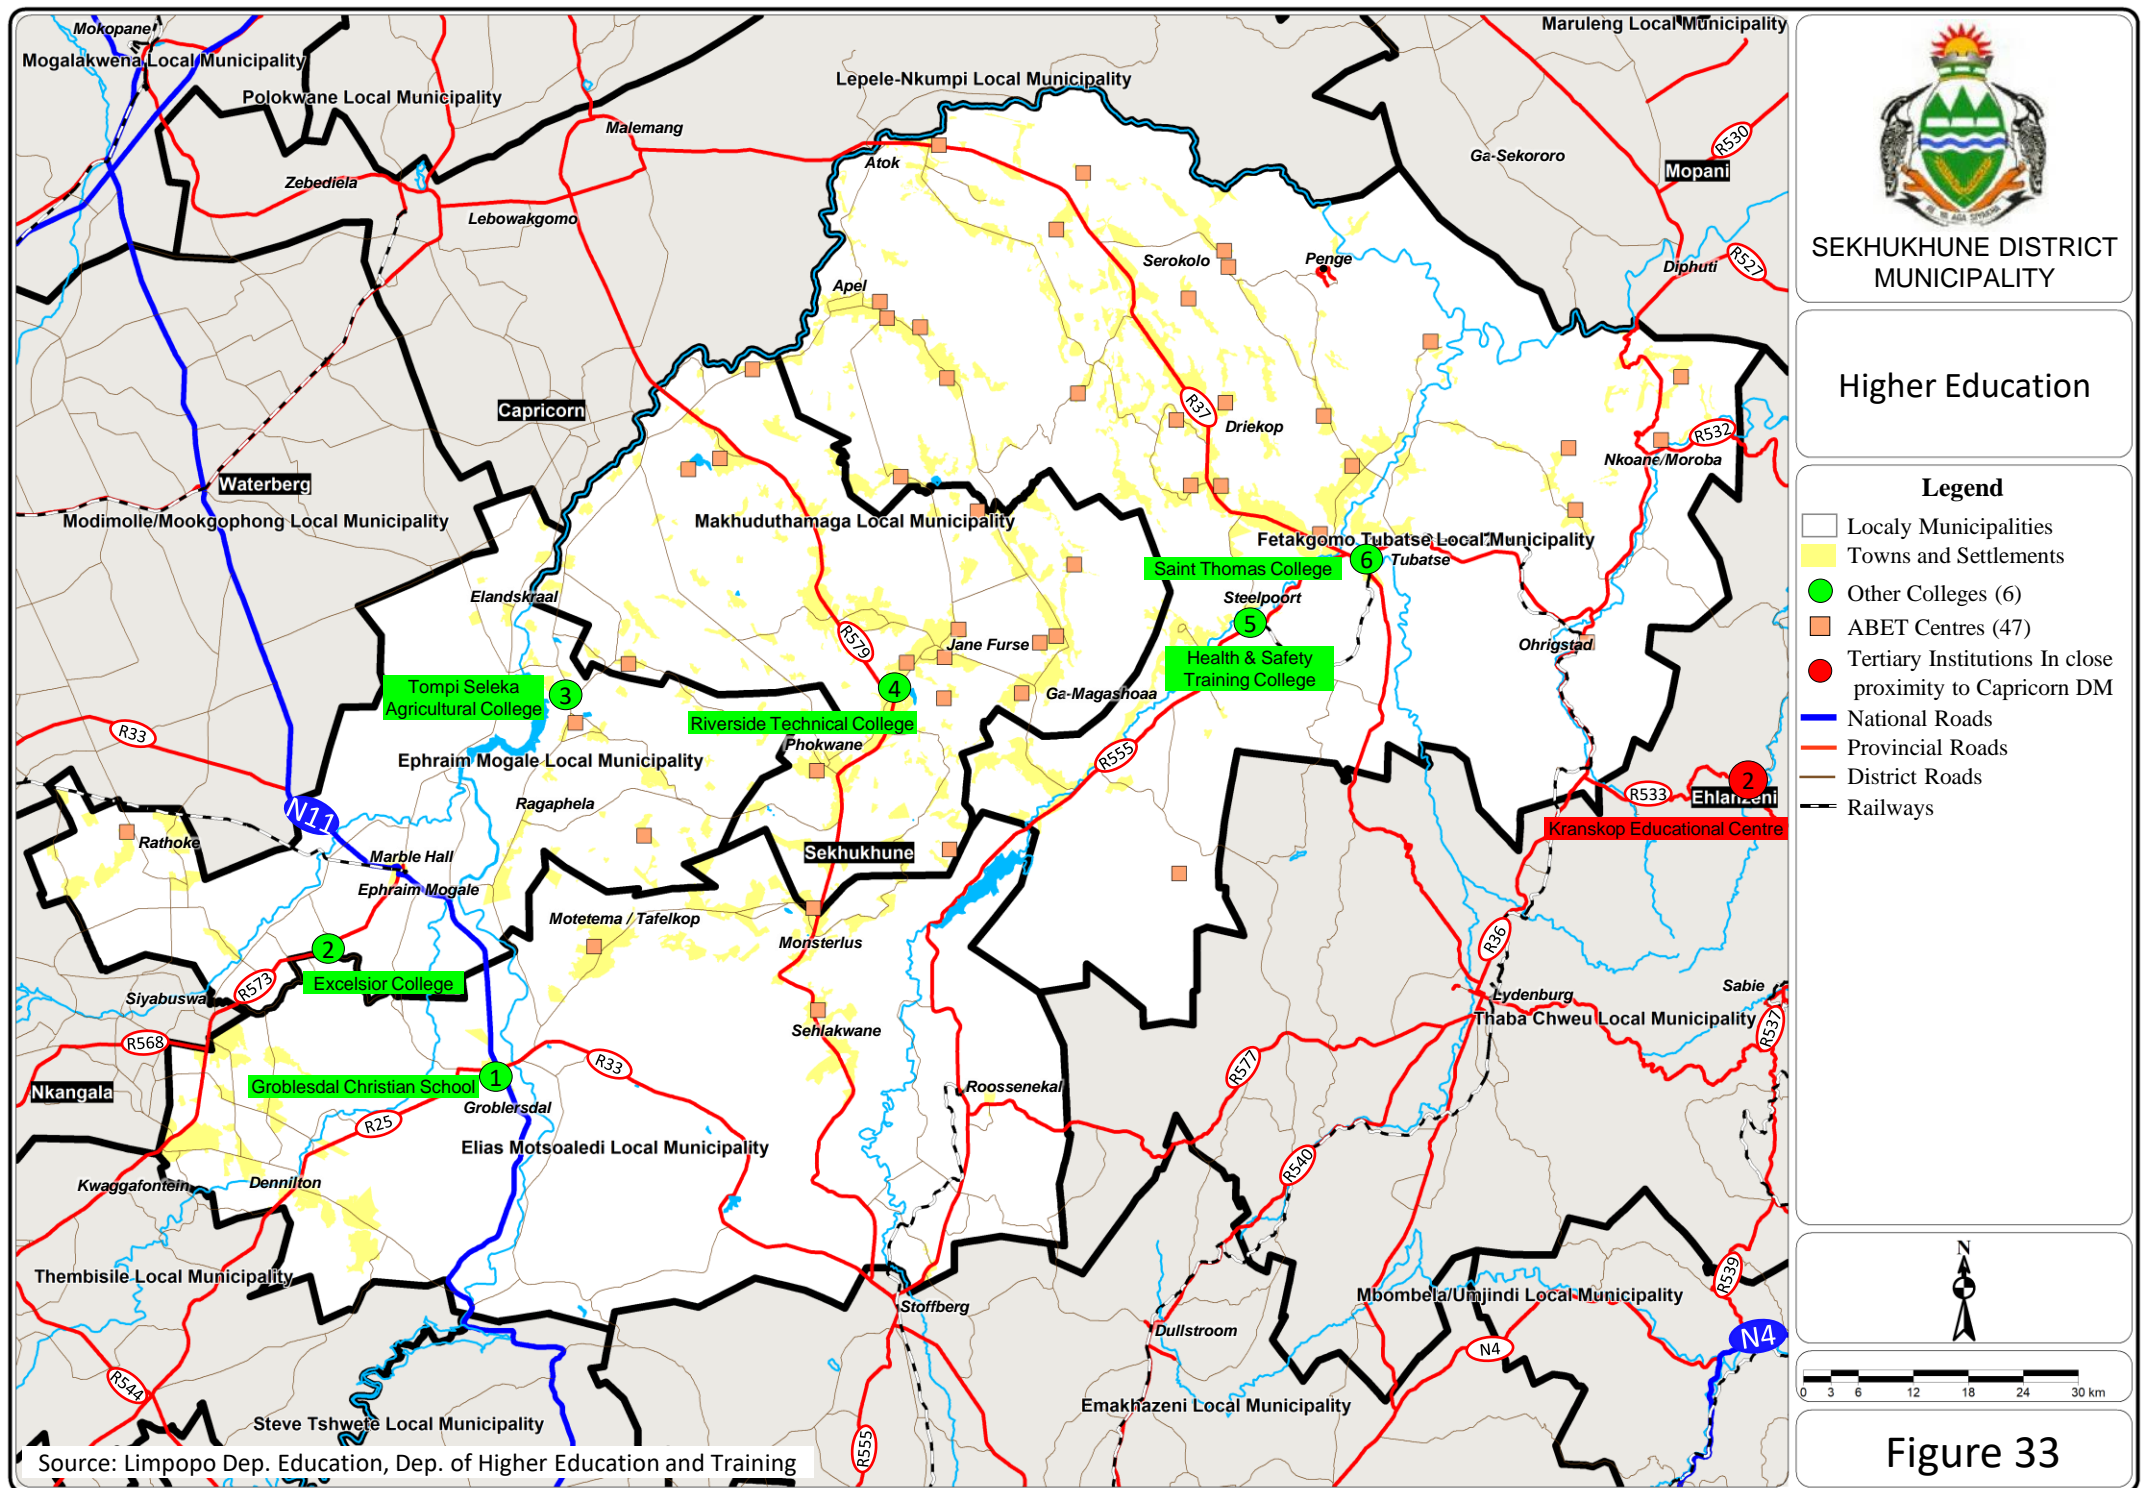 Mokopane
Mogalakwena Local Municipality
Polokwane Local Municipality
Lepele-Nkumpi Local Municipality
Maruleng Local Municipality
Malemang
Atok
Ga-Sekororo
R530
Mopani
Zebediela
Lebowakgomo
Serokolo
Penge
Diphuti
R527
Apel
Capricorn
R37
Driekop
R532
Nkoane/Moroba
Waterberg
Modimolle/Mookgophong Local Municipality
Makhuduthamaga Local Municipality
Fetakgomo Tubatse Local Municipality
6
Tubatse
Saint Thomas College
Elandskraal
Steelpoort
5
R579
Jane Furse
Ohrigstad
Health & Safety
Training College
Tompi Seleka
Agricultural College
3
4
Ga-Magashoaa
Riverside Technical College
R33
Phokwane
R555
Ephraim Mogale Local Municipality
2
R533
Ehlanzeni
N11
Ragaphela
Kranskop Educational Centre
Rathoke
Marble Hall
Sekhukhune
Ephraim Mogale
Motetema / Tafelkop
Monsterlus
R36
2
R573
Excelsior College
Siyabuswa
Sabie
Lydenburg
Sehlakwane
Thaba Chweu Local Municipality
R537
R568
R33
R577
Nkangala
Groblesdal Christian School
1
Roossenekal
Groblersdal
R25
Elias Motsoaledi Local Municipality
R540
Kwaggafontein
Dennilton
Thembisile Local Municipality
R539
Mbombela/Umjindi Local Municipality
Stoffberg
Dullstroom
N4
N4
R544
Steve Tshwete Local Municipality
Emakhazeni Local Municipality
R555
Source: Limpopo Dep. Education, Dep. of Higher Education and Training
SEKHUKHUNE DISTRICT
MUNICIPALITY
Higher Education
Legend
Localy Municipalities
Towns and Settlements
Other Colleges (6)
ABET Centres (47)
Tertiary Institutions In close
proximity to Capricorn DM
National Roads
Provincial Roads
District Roads
Railways
N
0 3 6 12 18 24 30 km
Figure 33